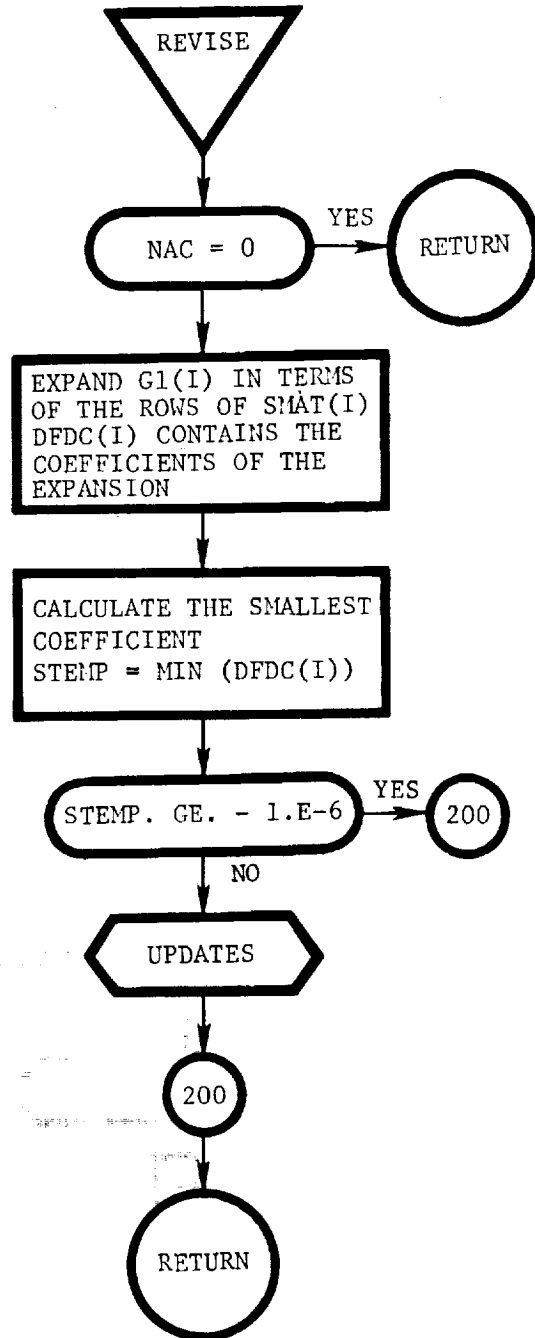 REVISE
NAC = 0
YES
RETURN
EXPAND G1(I) IN TERMS
OF THE ROWS OF SMAT(I)
DFDC(I) CONTAINS THE
COEFFICIENTS OF THE
EXPANSION
CALCULATE THE SMALLEST
COEFFICIENT
STEMP = MIN (DFDC(I))
STEMP. GE. - 1.E-6
YES
200
NO
UPDATES
200
RETURN